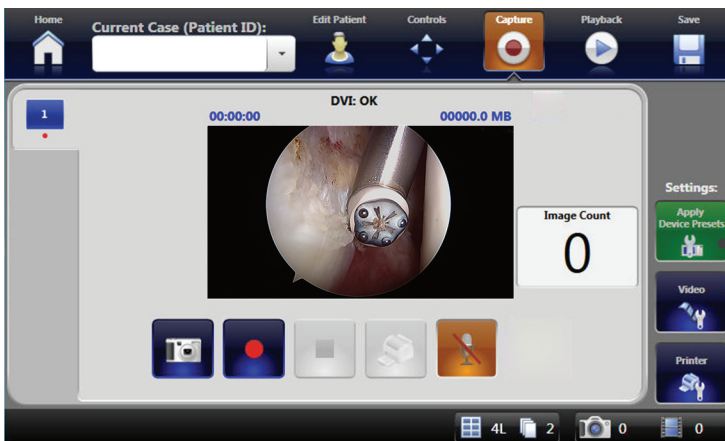 Home
Current Case (Patient ID):
Edit Patient
Controls
Capture
Playback
Save
1
DVI: OK
00:00:00
00000.0 MB
Image Count
0
Settings:
Apply
Device Presets
Video
Printer
4L
2
0
0